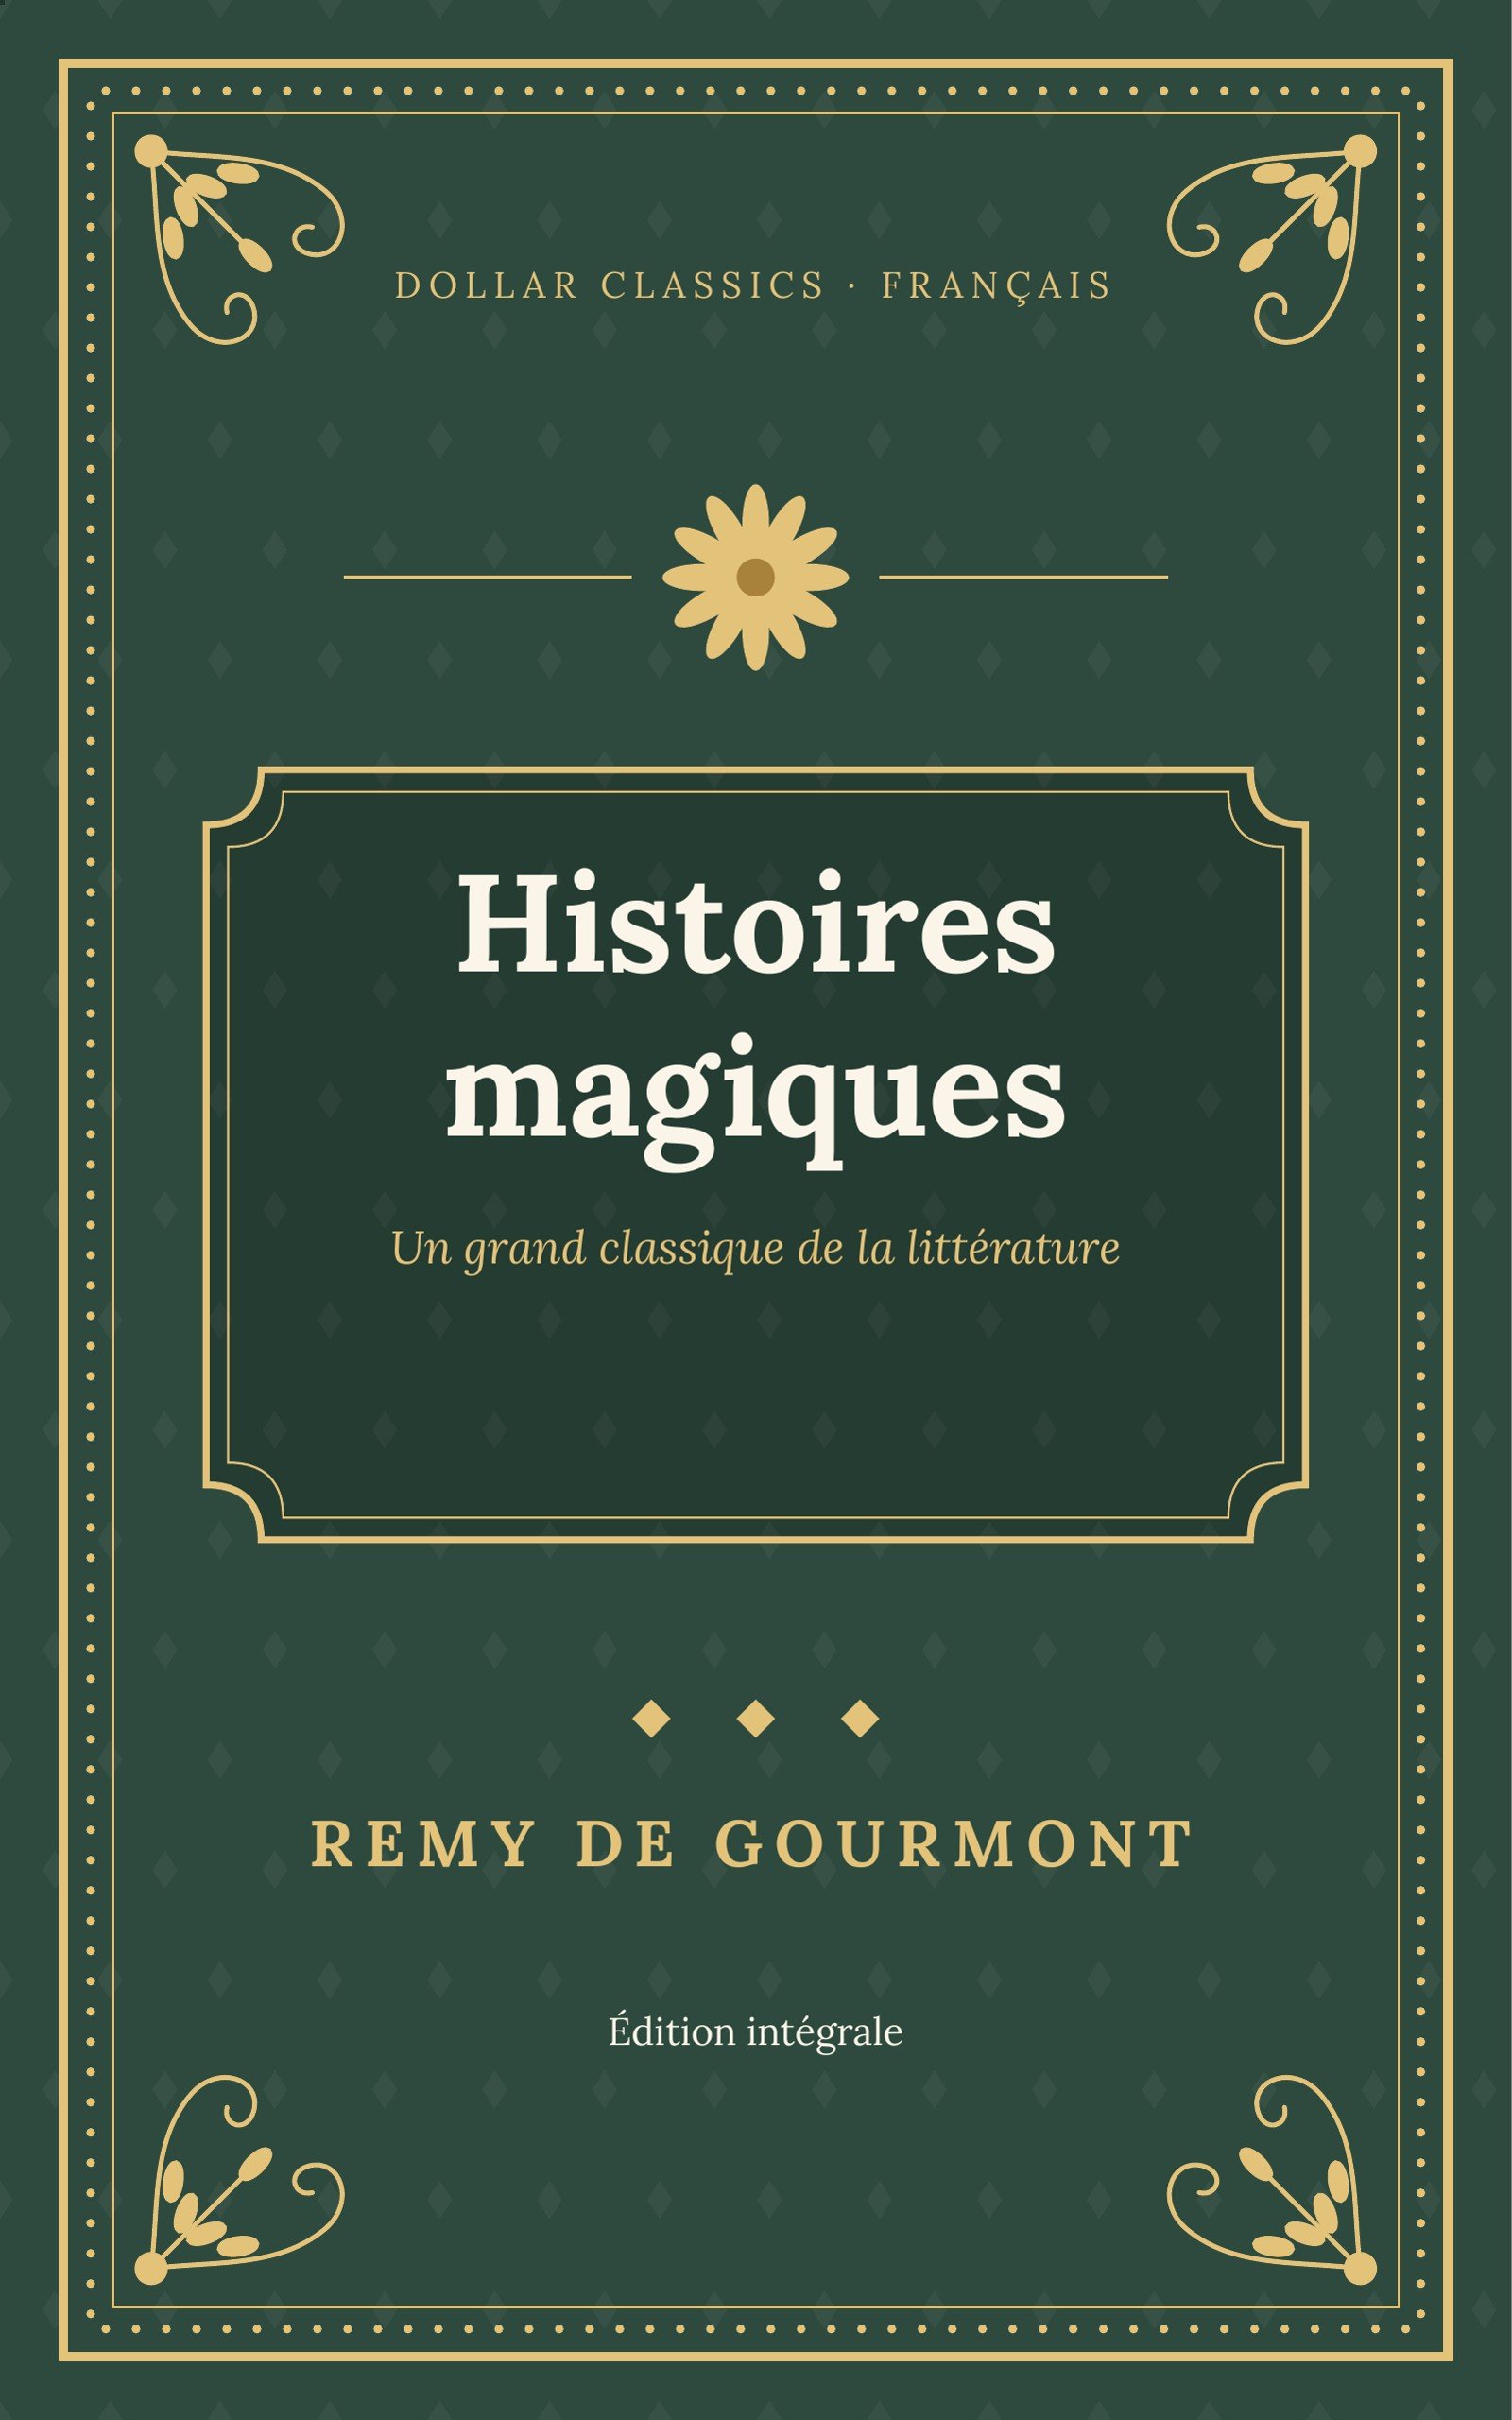 DOLLAR CLASSICS · FRANÇAIS
Histoires
magiques
Un grand classique de la littérature
REMY DE GOURMONT
Édition intégrale